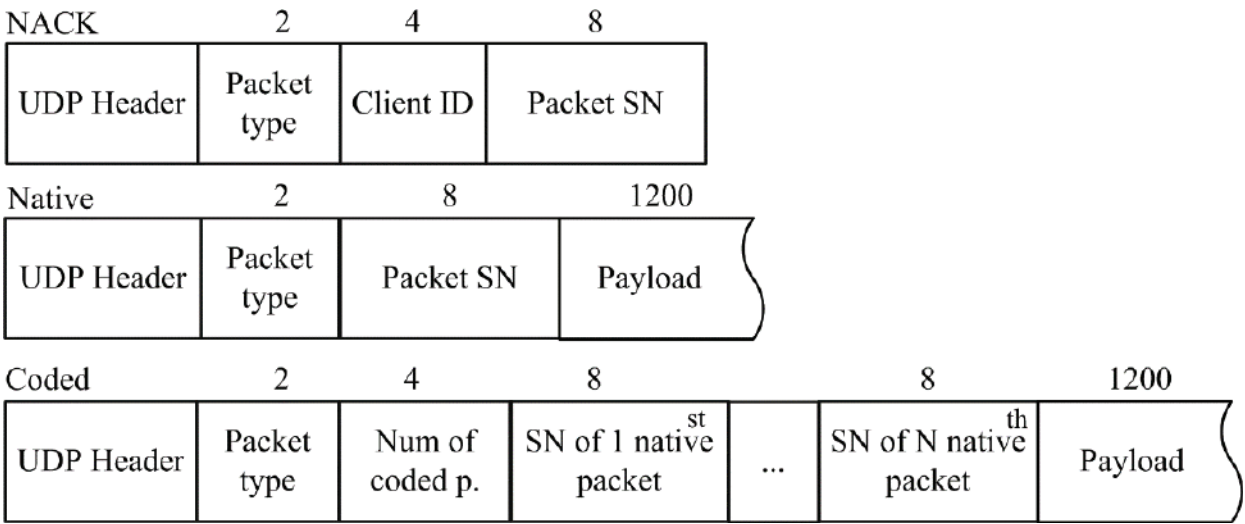 NACK 2 4 8
UDP Header Packet type Client ID Packet SN
Native 2 8 1200
UDP Header Packet type Packet SN Payload
Coded 2 4 8 8 1200
UDP Header Packet type Num of coded p. SN of 1st native packet ... SN of Nth native packet Payload